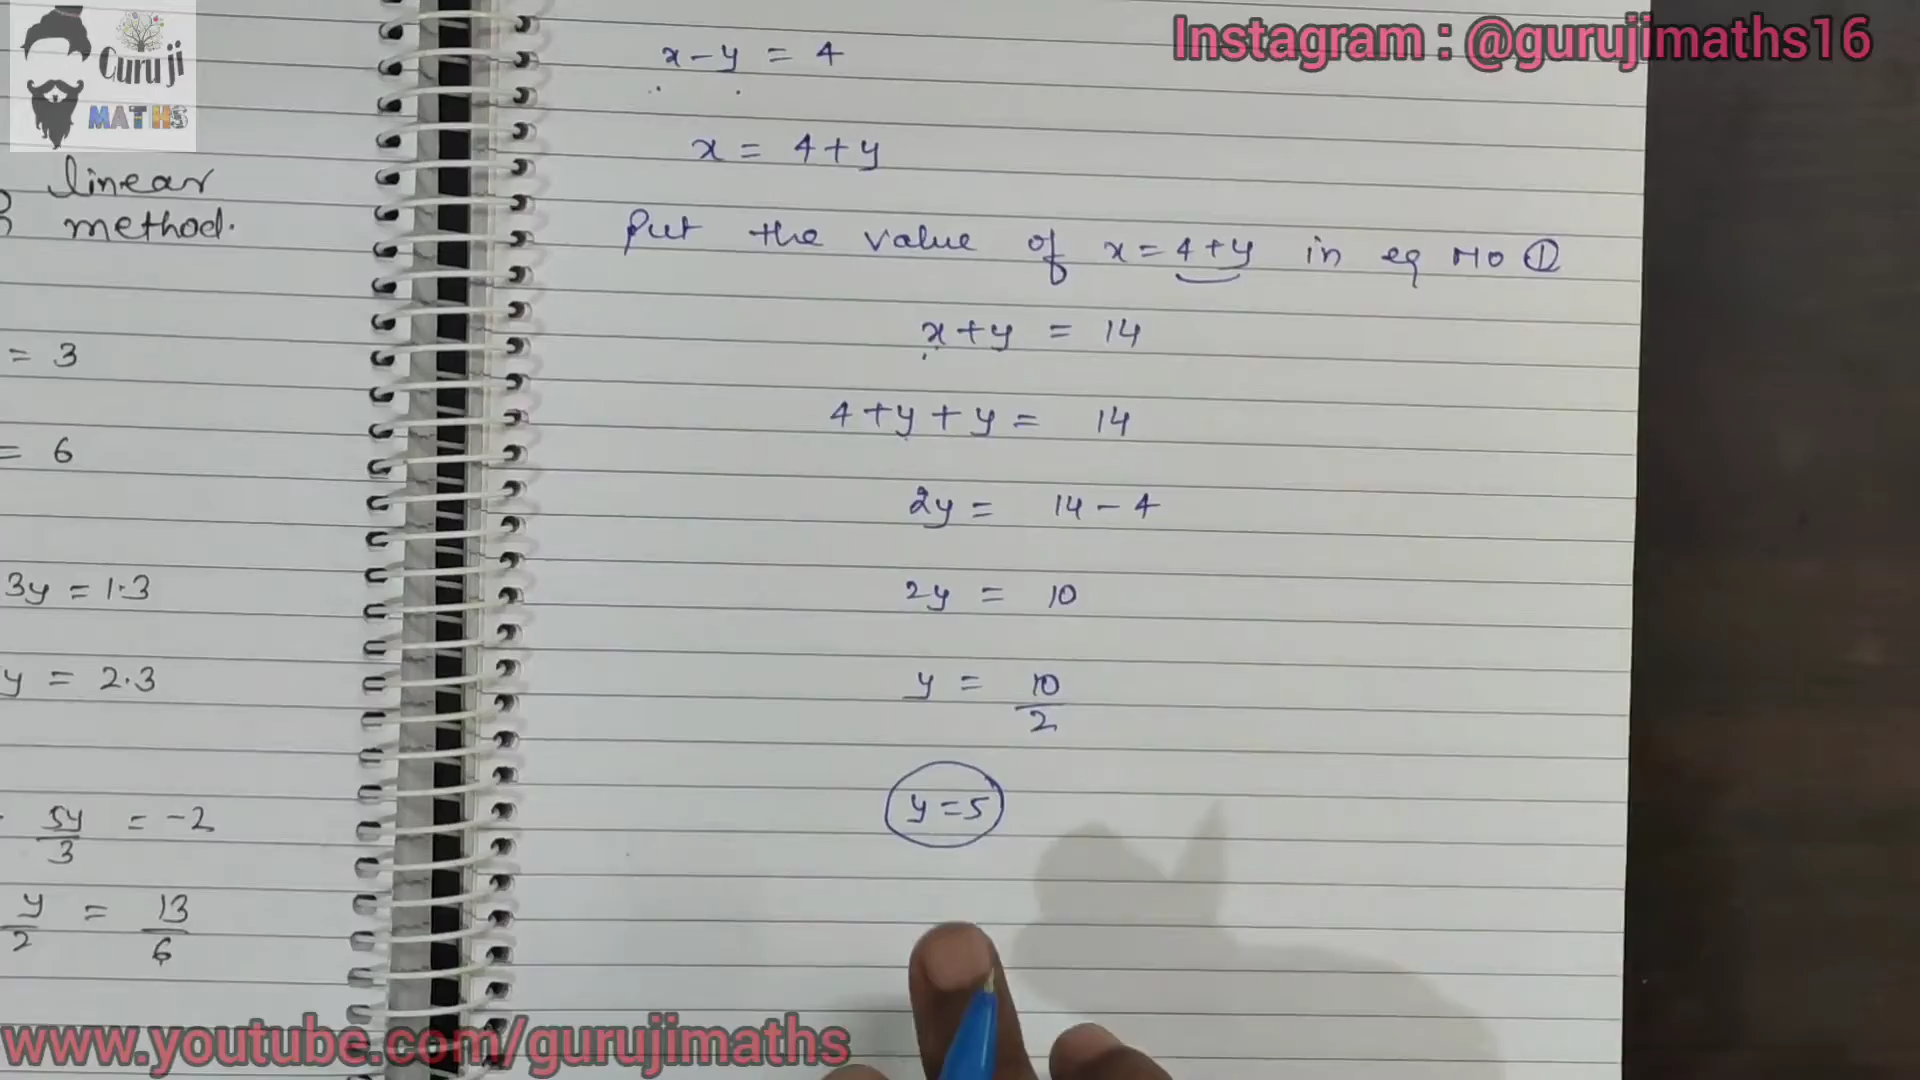 Guruji
MATHS
Instagram : @gurujimaths16
linear
method.
= 3
= 6
3y = 1.3
y = 2.3
5y/3 = -2
y/2 = 13/6
x - y = 4
x = 4 + y
Put the value of x = 4 + y in eq No ①
x + y = 14
4 + y + y = 14
2y = 14 - 4
2y = 10
y = 10/2
y = 5
www.youtube.com/gurujimaths